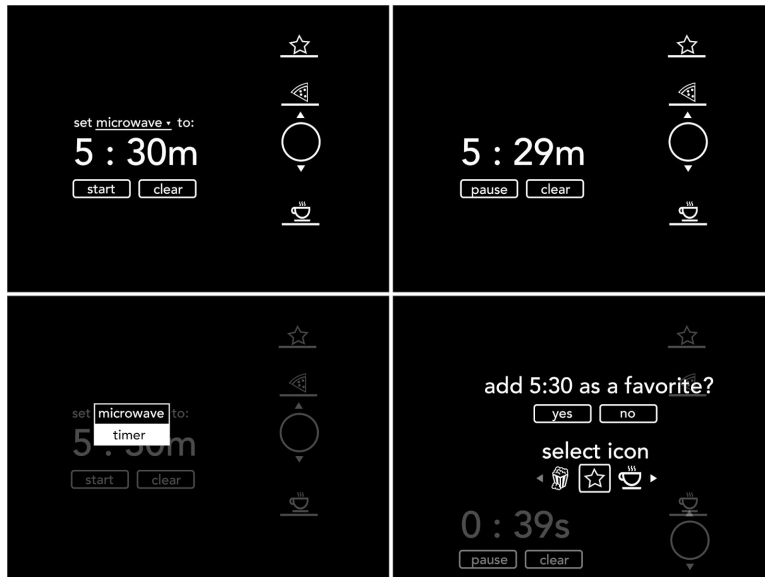 set microwave to:
5 : 30m
start clear
5 : 29m
pause clear
set microwave to:
timer
5 : 30m
start clear
add 5:30 as a favorite?
yes no
select icon
0 : 39s
pause clear